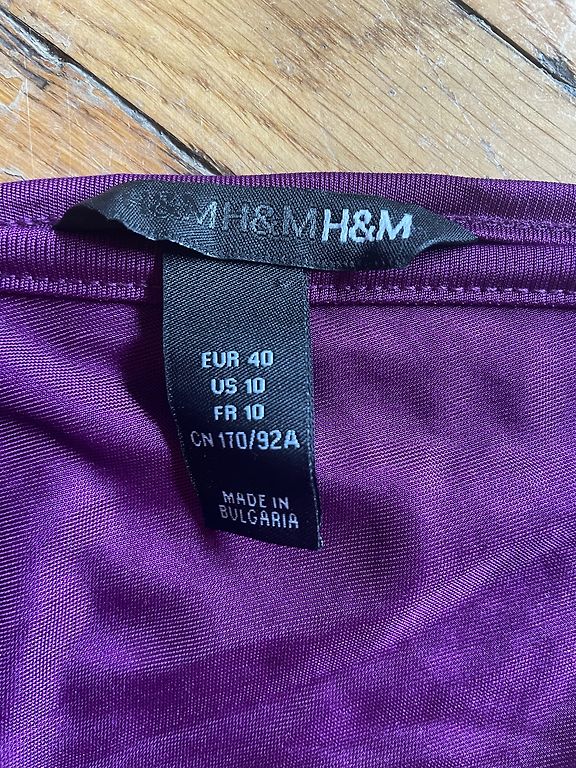 H&MH&MH&M
EUR 40
US 10
FR 10
CN 170/92A
MADE IN
BULGARIA